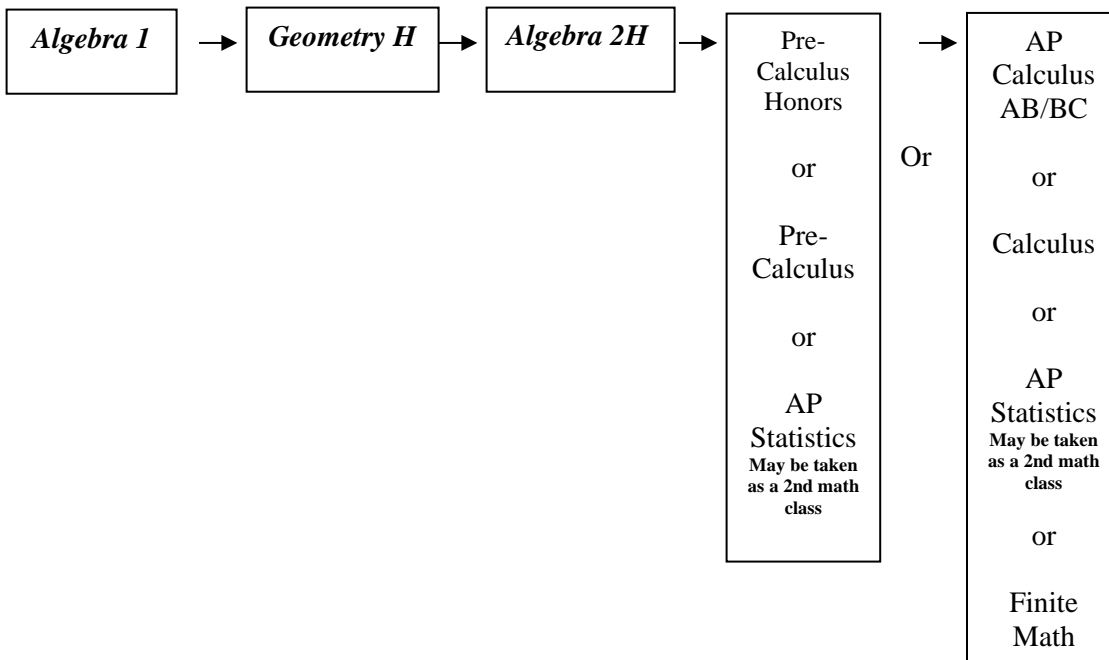 Algebra 1
Geometry H
Algebra 2H
Pre-
Calculus
Honors
or
Pre-
Calculus
or
AP
Statistics
May be taken
as a 2nd math
class
Or
AP
Calculus
AB/BC
or
Calculus
or
AP
Statistics
May be taken
as a 2nd math
class
or
Finite
Math